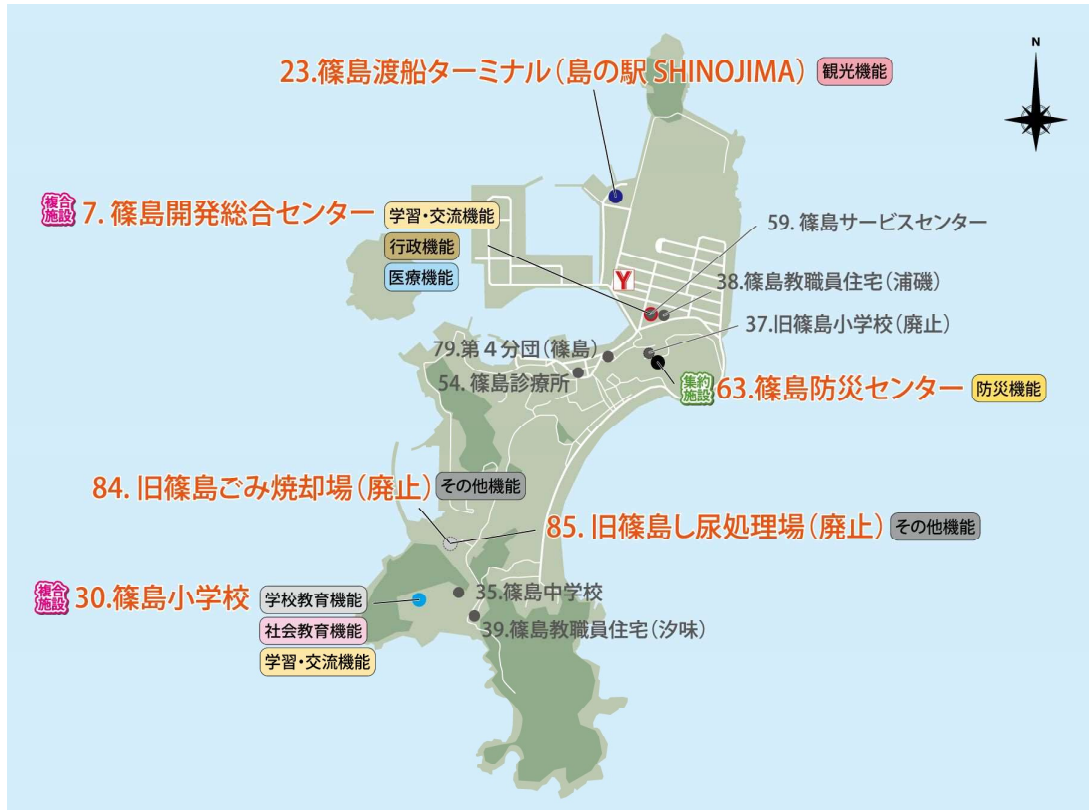 N
23.篠島渡船ターミナル(島の駅 SHINOJIMA) 観光機能
複合施設 7. 篠島開発総合センター 学習・交流機能
行政機能
医療機能
59. 篠島サービスセンター
Y
38.篠島教職員住宅(浦磯)
37.旧篠島小学校(廃止)
79.第4分団(篠島)
54. 篠島診療所
集約施設 63.篠島防災センター 防災機能
84. 旧篠島ごみ焼却場(廃止) その他機能
85. 旧篠島し尿処理場(廃止) その他機能
複合施設 30.篠島小学校 学校教育機能
社会教育機能
学習・交流機能
35.篠島中学校
39.篠島教職員住宅(汐味)